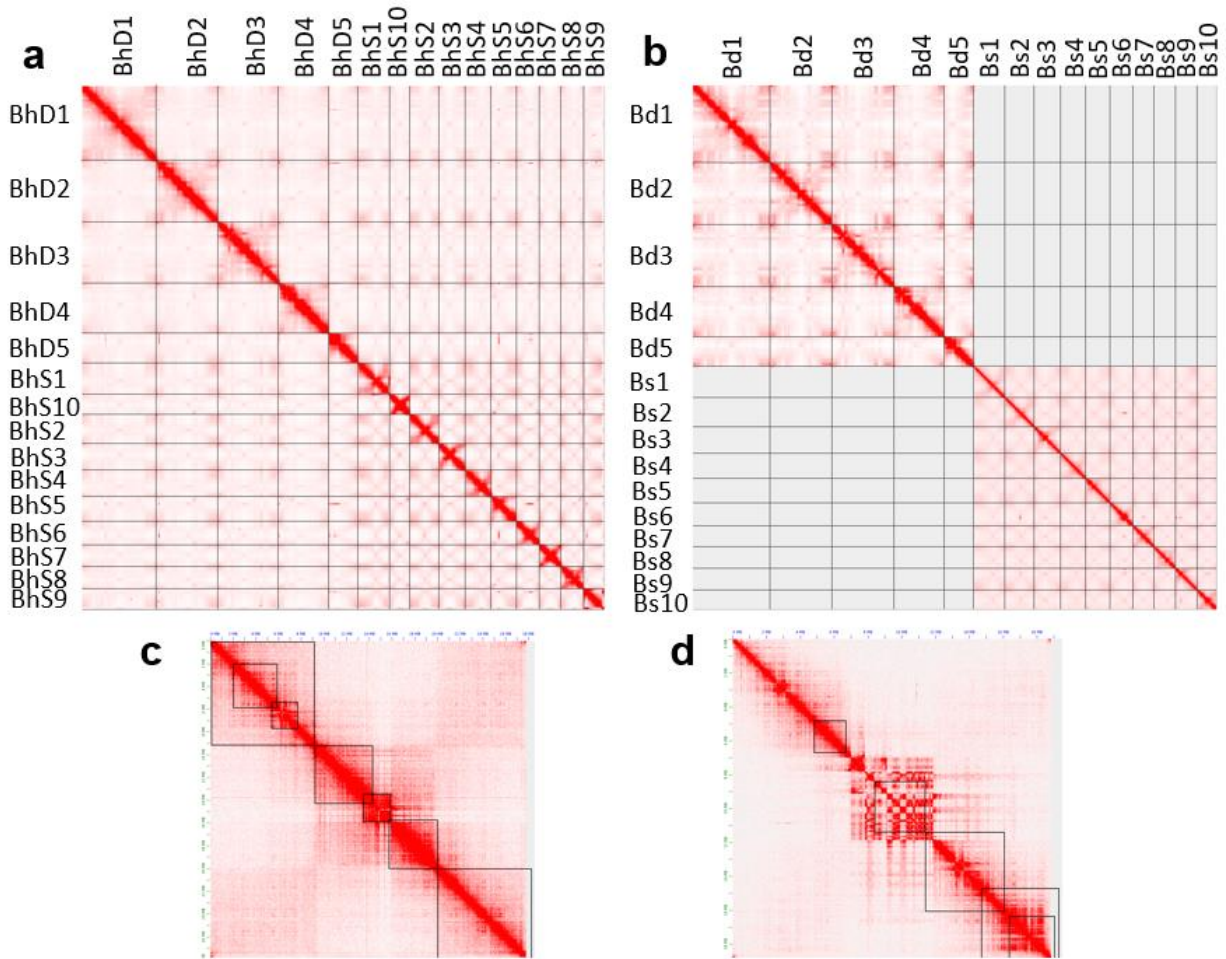 a
BhD1 BhD2 BhD3 BhD4 BhD5 BhS1 BhS10 BhS2 BhS3 BhS4 BhS5 BhS6 BhS7 BhS8 BhS9
BhD1
BhD2
BhD3
BhD4
BhD5
BhS1
BhS10
BhS2
BhS3
BhS4
BhS5
BhS6
BhS7
BhS8
BhS9
b
Bd1 Bd2 Bd3 Bd4 Bd5 Bs1 Bs2 Bs3 Bs4 Bs5 Bs6 Bs7 Bs8 Bs9 Bs10
Bd1
Bd2
Bd3
Bd4
Bd5
Bs1
Bs2
Bs3
Bs4
Bs5
Bs6
Bs7
Bs8
Bs9
Bs10
c
d